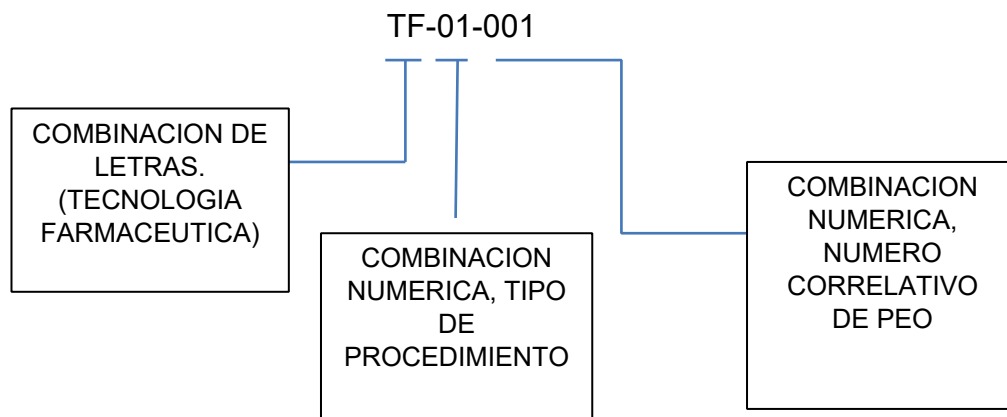 TF-01-001
COMBINACION DE
LETRAS.
(TECNOLOGIA
FARMACEUTICA)
COMBINACION
NUMERICA, TIPO
DE
PROCEDIMIENTO
COMBINACION
NUMERICA,
NUMERO
CORRELATIVO
DE PEO